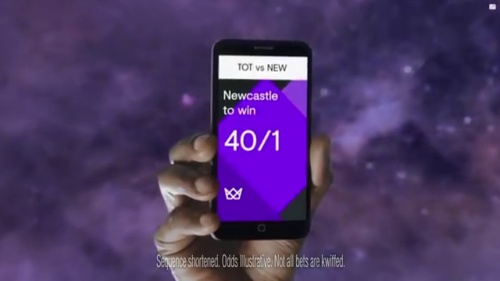 TOT vs NEW
Newcastle
to win
40/1
Sequence shortened. Odds Illustrative. Not all bets are kwiffed.